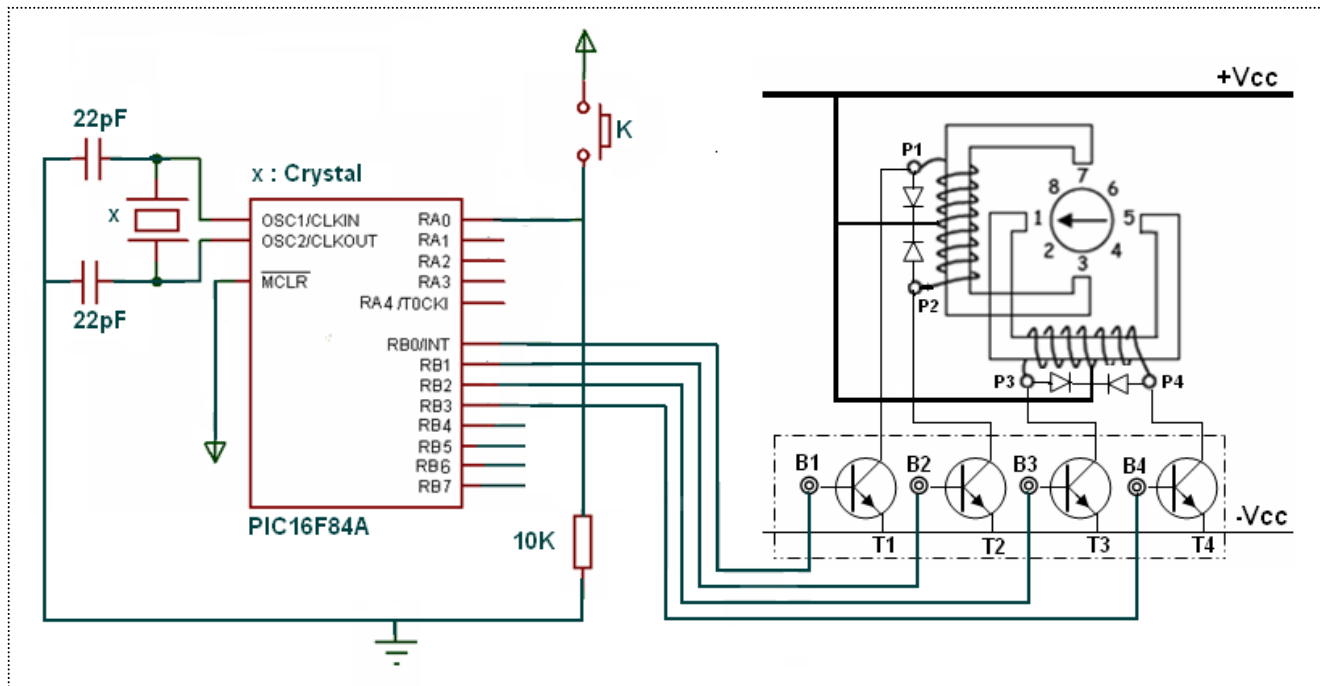 22pF
x : Crystal
X
22pF
OSC1/CLKIN
OSC2/CLKOUT
MCLR
RA0
RA1
RA2
RA3
RA4/T0CKI
RB0/INT
RB1
RB2
RB3
RB4
RB5
RB6
RB7
PIC16F84A
K
10K
+Vcc
P1
P2
7
8 6
1 5
2 4
3
P3 P4
B1 B2 B3 B4
-Vcc
T1 T2 T3 T4